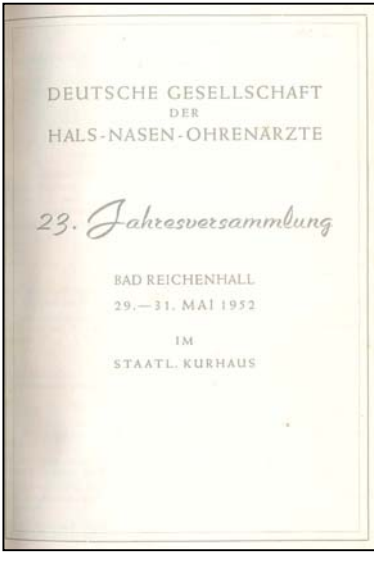 DEUTSCHE GESELLSCHAFT
DER
HALS-NASEN-OHRENÄRZTE
23. Jahresversammlung
BAD REICHENHALL
29.—31. MAI 1952
IM
STAATL. KURHAUS